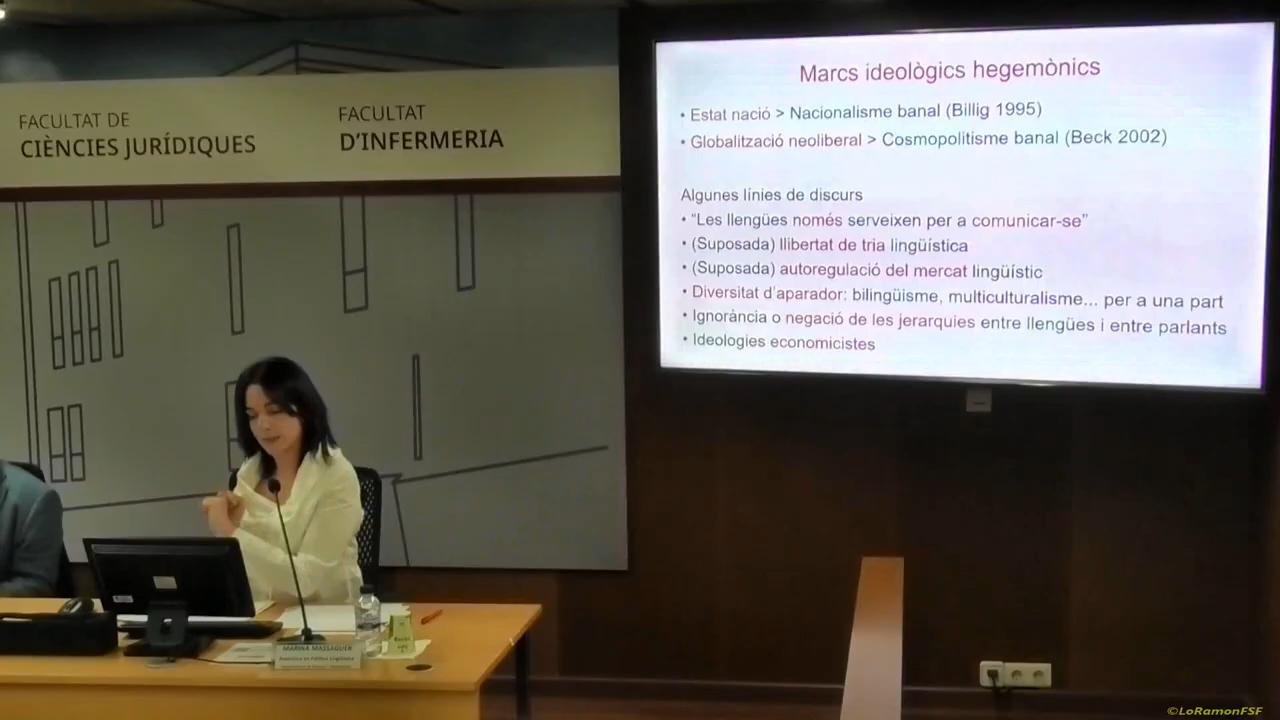 FACULTAT DE
CIÈNCIES JURÍDIQUES
FACULTAT
D'INFERMERIA
Marcs ideològics hegemònics
• Estat nació > Nacionalisme banal (Billig 1995)
• Globalització neoliberal > Cosmopolitisme banal (Beck 2002)
Algunes línies de discurs
• “Les llengües només serveixen per a comunicar-se”
• (Suposada) llibertat de tria lingüística
• (Suposada) autoregulació del mercat lingüístic
• Diversitat d’aparador: bilingüisme, multiculturalisme... per a una part
• Ignorància o negació de les jerarquies entre llengües i entre parlants
• Ideologies economicistes
MARINA MASSAGUER
©LoRamonFSF